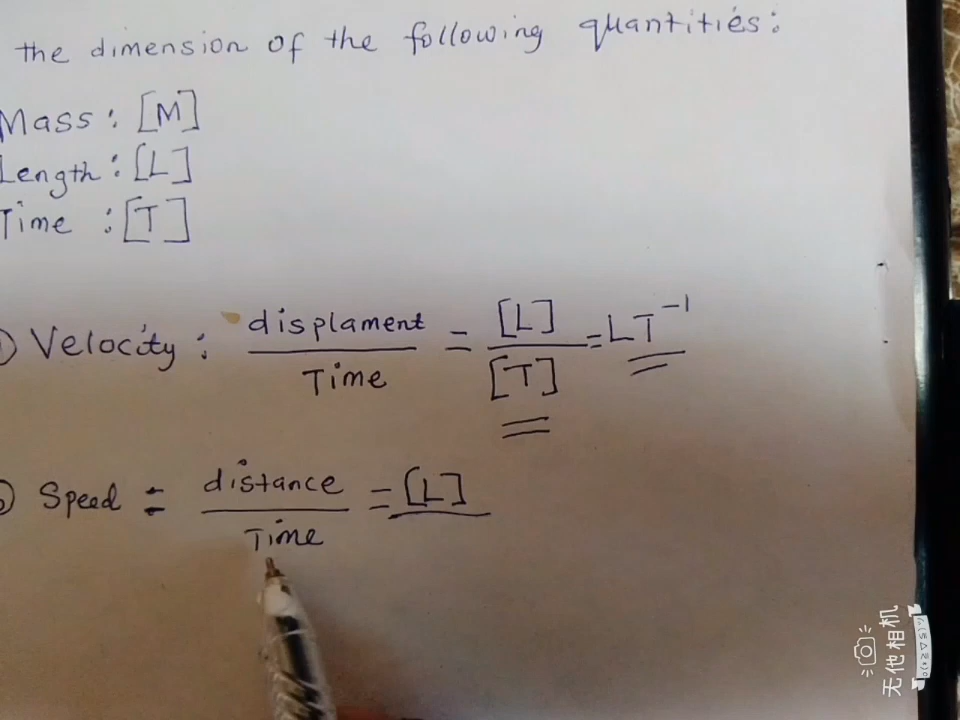 the dimension of the following quantities:
Mass : [M]
Length : [L]
Time : [T]
) Velocity : displament / Time = [L] / [T] = LT⁻¹
) Speed = distance / Time = [L]
无他相机